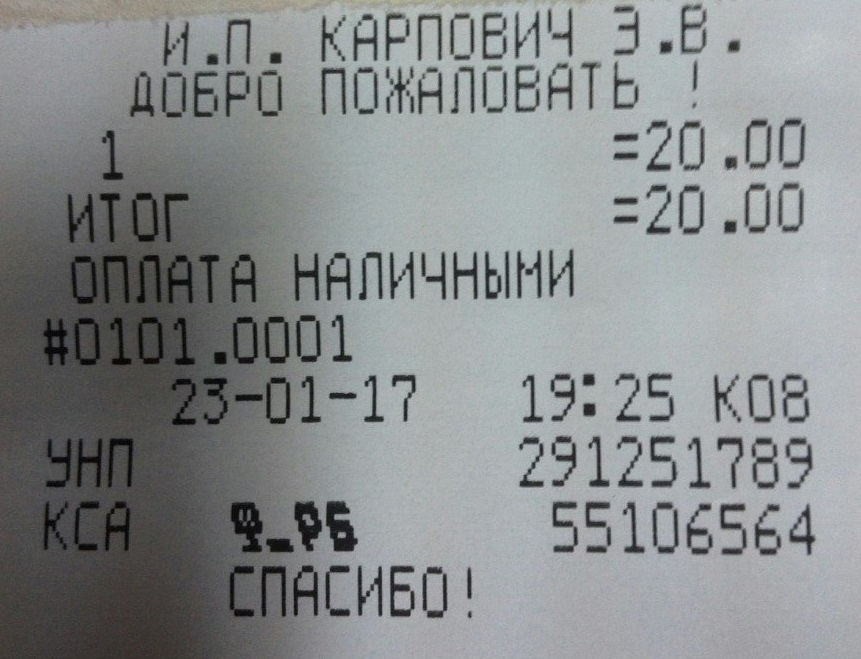 И.П. КАРПОВИЧ Э.В.
ДОБРО ПОЖАЛОВАТЬ !
1 =20.00
ИТОГ =20.00
ОПЛАТА НАЛИЧНЫМИ
#0101.0001
23-01-17 19:25 К08
УНП 291251789
КСА 55106564
СПАСИБО!